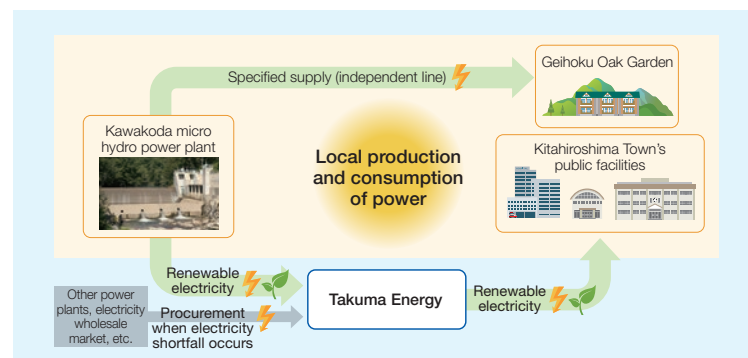 Specified supply (independent line)
Geihoku Oak Garden
Kawakoda micro
hydro power plant
Local production
and consumption
of power
Kitahiroshima Town’s
public facilities
Renewable
electricity
Takuma Energy
Renewable
electricity
Other power
plants, electricity
wholesale
market, etc.
Procurement
when electricity
shortfall occurs